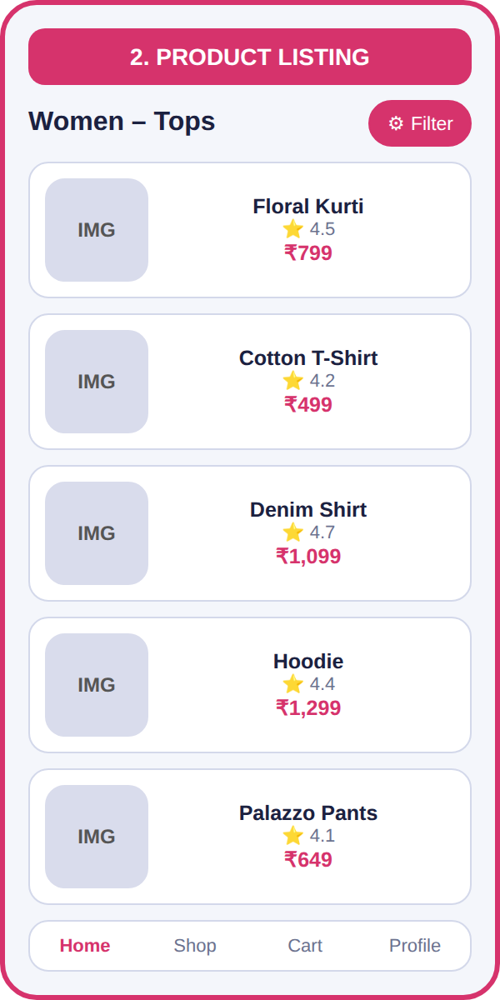 2. PRODUCT LISTING
Women – Tops
⚙ Filter
IMG
Floral Kurti
⭐ 4.5
₹799
IMG
Cotton T-Shirt
⭐ 4.2
₹499
IMG
Denim Shirt
⭐ 4.7
₹1,099
IMG
Hoodie
⭐ 4.4
₹1,299
IMG
Palazzo Pants
⭐ 4.1
₹649
Home Shop Cart Profile